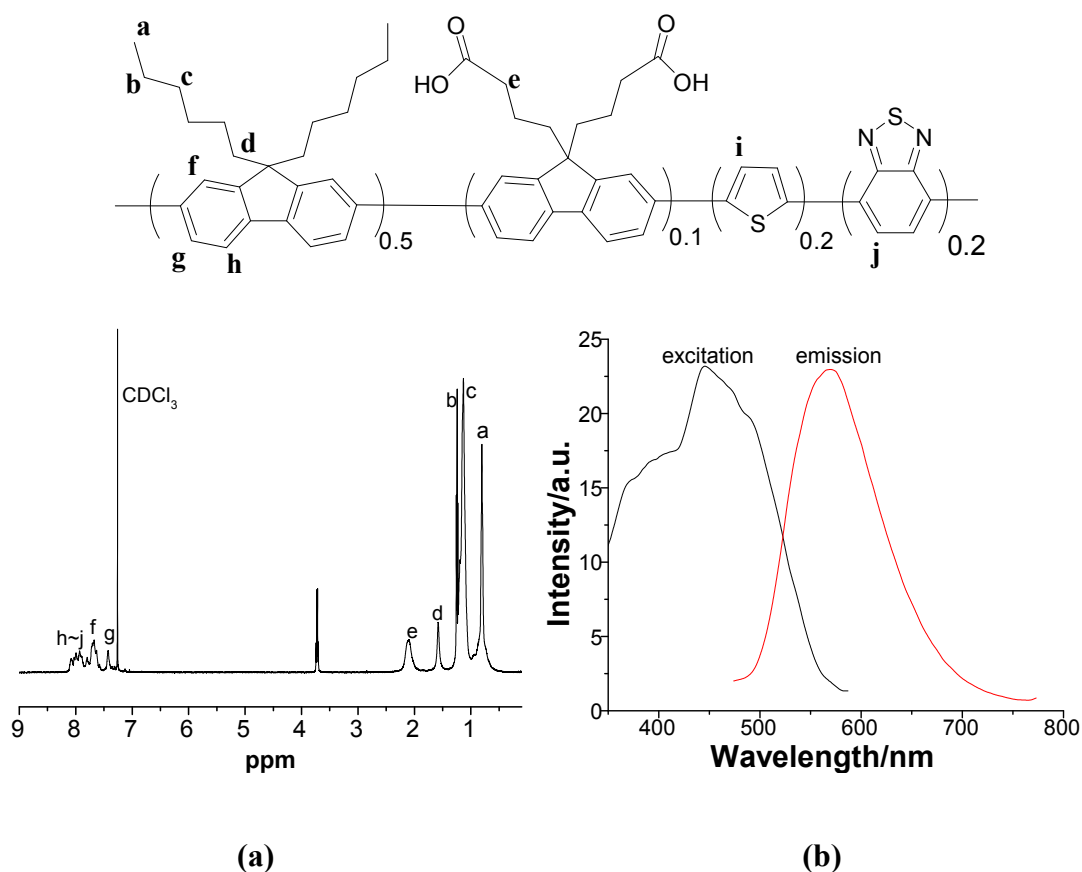 a
b
c
d
e
f
g
h
i
j
O
HO
O
OH
S
N
N
S
0.5
0.1
0.2
0.2
CDCl3
h~j
f
g
e
d
b
c
a
9 8 7 6 5 4 3 2 1
ppm
excitation
emission
25
20
15
10
5
0
Intensity/a.u.
400 500 600 700 800
Wavelength/nm
(a)
(b)